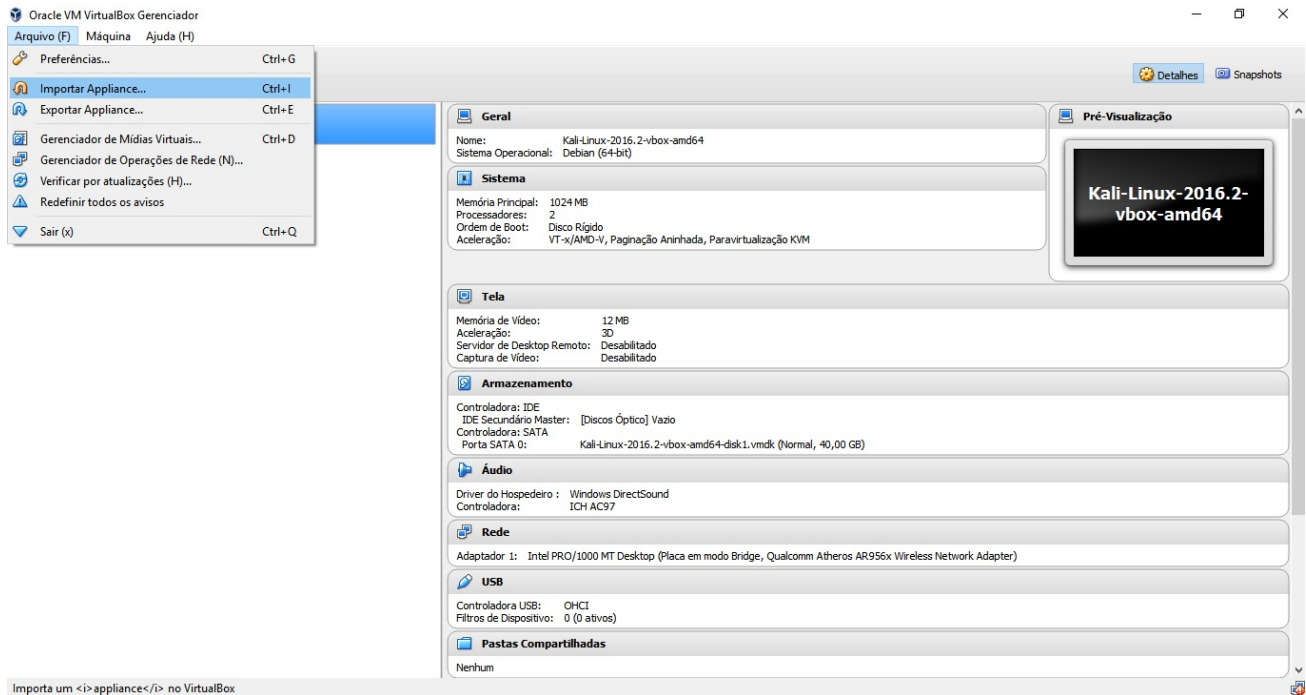 Oracle VM VirtualBox Gerenciador
Arquivo (F) Máquina Ajuda (H)
Preferências... Ctrl+G
Importar Appliance... Ctrl+I
Exportar Appliance... Ctrl+E
Gerenciador de Mídias Virtuais... Ctrl+D
Gerenciador de Operações de Rede (N)...
Verificar por atualizações (H)...
Redefinir todos os avisos
Sair (x) Ctrl+Q
Detalhes Snapshots
Geral
Nome: Kali-Linux-2016.2-vbox-amd64
Sistema Operacional: Debian (64-bit)
Sistema
Memória Principal: 1024 MB
Processadores: 2
Ordem de Boot: Disco Rígido
Aceleração: VT-x/AMD-V, Paginação Aninhada, Paravirtualização KVM
Pré-Visualização
Kali-Linux-2016.2-
vbox-amd64
Tela
Memória de Vídeo: 12 MB
Aceleração: 3D
Servidor de Desktop Remoto: Desabilitado
Captura de Vídeo: Desabilitado
Armazenamento
Controladora: IDE
IDE Secundário Master: [Discos Óptico] Vazio
Controladora: SATA
Porta SATA 0: Kali-Linux-2016.2-vbox-amd64-disk1.vmdk (Normal, 40,00 GB)
Áudio
Driver do Hospedeiro : Windows DirectSound
Controladora: ICH AC97
Rede
Adaptador 1: Intel PRO/1000 MT Desktop (Placa em modo Bridge, Qualcomm Atheros AR956x Wireless Network Adapter)
USB
Controladora USB: OHCI
Filtros de Dispositivo: 0 (0 ativos)
Pastas Compartilhadas
Nenhum
Importa um <i>appliance</i> no VirtualBox